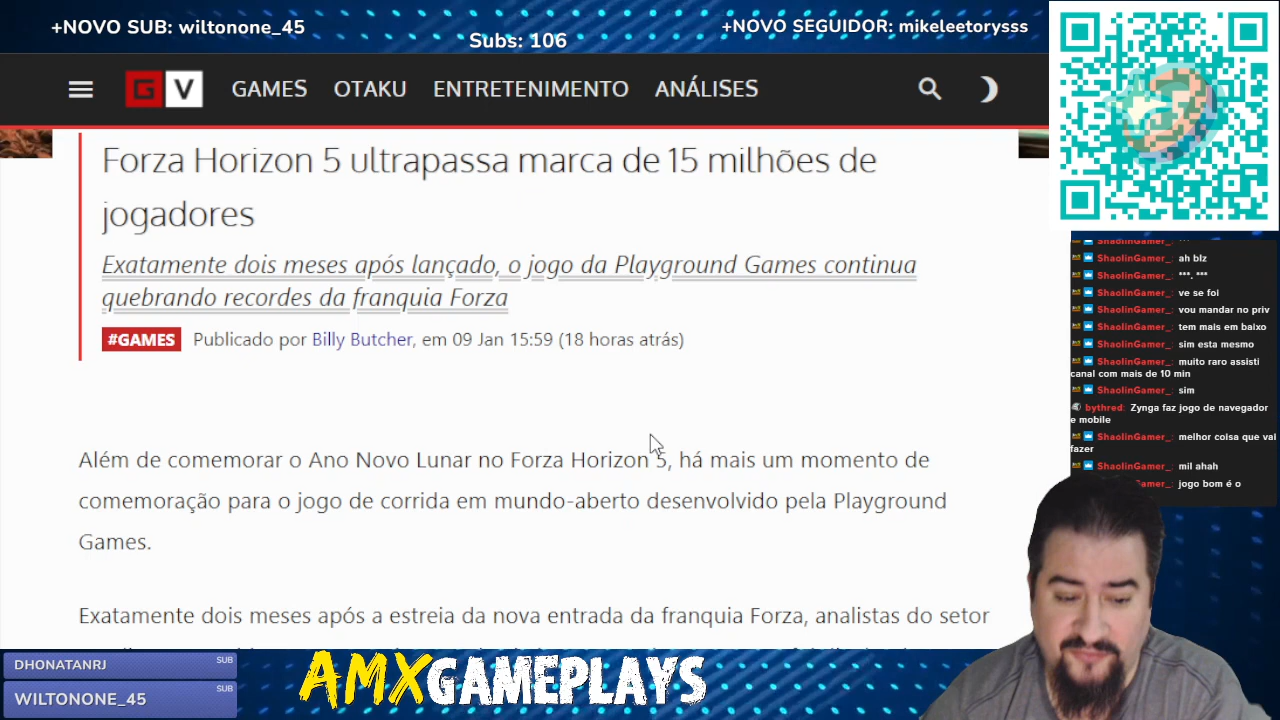 +NOVO SUB: wiltonone_45
Subs: 106
+NOVO SEGUIDOR: mikeleetorysss
G V
GAMES
OTAKU
ENTRETENIMENTO
ANÁLISES
Forza Horizon 5 ultrapassa marca de 15 milhões de
jogadores
Exatamente dois meses após lançado, o jogo da Playground Games continua
quebrando recordes da franquia Forza
#GAMES Publicado por Billy Butcher, em 09 Jan 15:59 (18 horas atrás)
Além de comemorar o Ano Novo Lunar no Forza Horizon 5, há mais um momento de
comemoração para o jogo de corrida em mundo-aberto desenvolvido pela Playground
Games.
Exatamente dois meses após a estreia da nova entrada da franquia Forza, analistas do setor
ShaolinGamer_: ***
ShaolinGamer_: ah blz
ShaolinGamer_: ***. ***
ShaolinGamer_: ve se foi
ShaolinGamer_: vou mandar no priv
ShaolinGamer_: tem mais em baixo
ShaolinGamer_: sim esta mesmo
ShaolinGamer_: muito raro assisti
canal com mais de 10 min
ShaolinGamer_: sim
bythred: Zynga faz jogo de navegador
e mobile
ShaolinGamer_: melhor coisa que vai
fazer
ShaolinGamer_: mil ahah
Gamer_: jogo bom é o
DHONATANRJ SUB
WILTONONE_45 SUB
AMXGAMEPLAYS